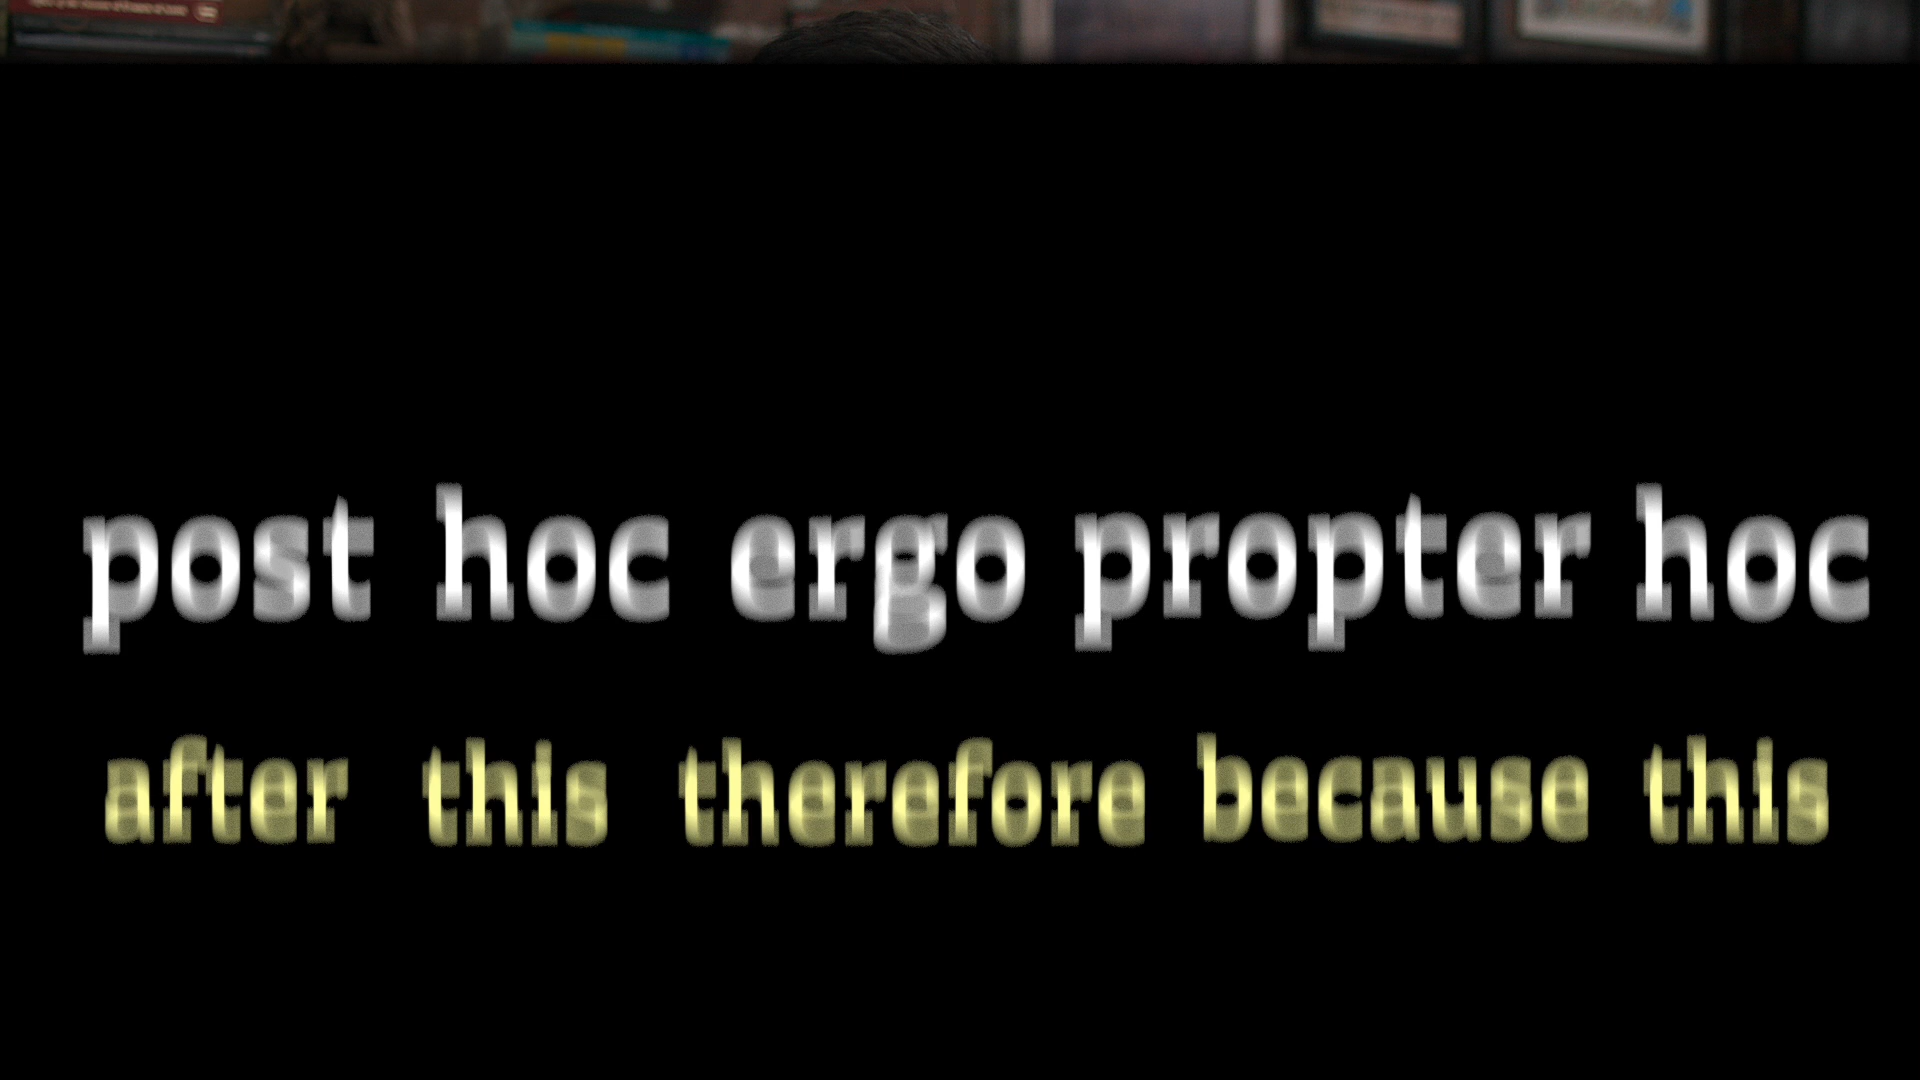 post hoc ergo propter hoc
after this therefore because this